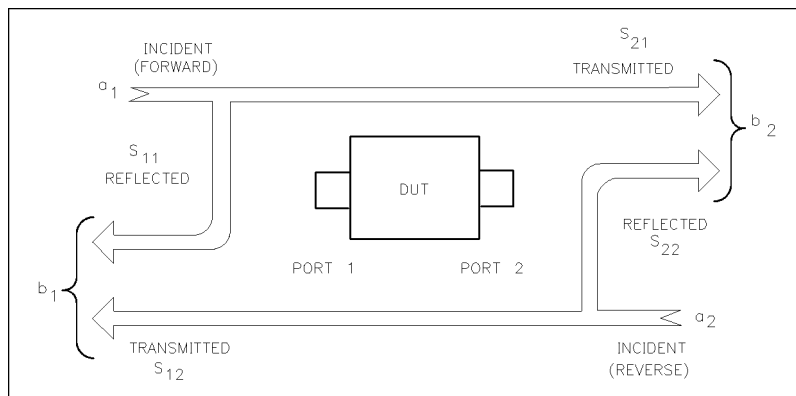 INCIDENT
(FORWARD)
a1
S21
TRANSMITTED
b2
S11
REFLECTED
DUT
REFLECTED
S22
PORT 1
PORT 2
b1
a2
TRANSMITTED
S12
INCIDENT
(REVERSE)